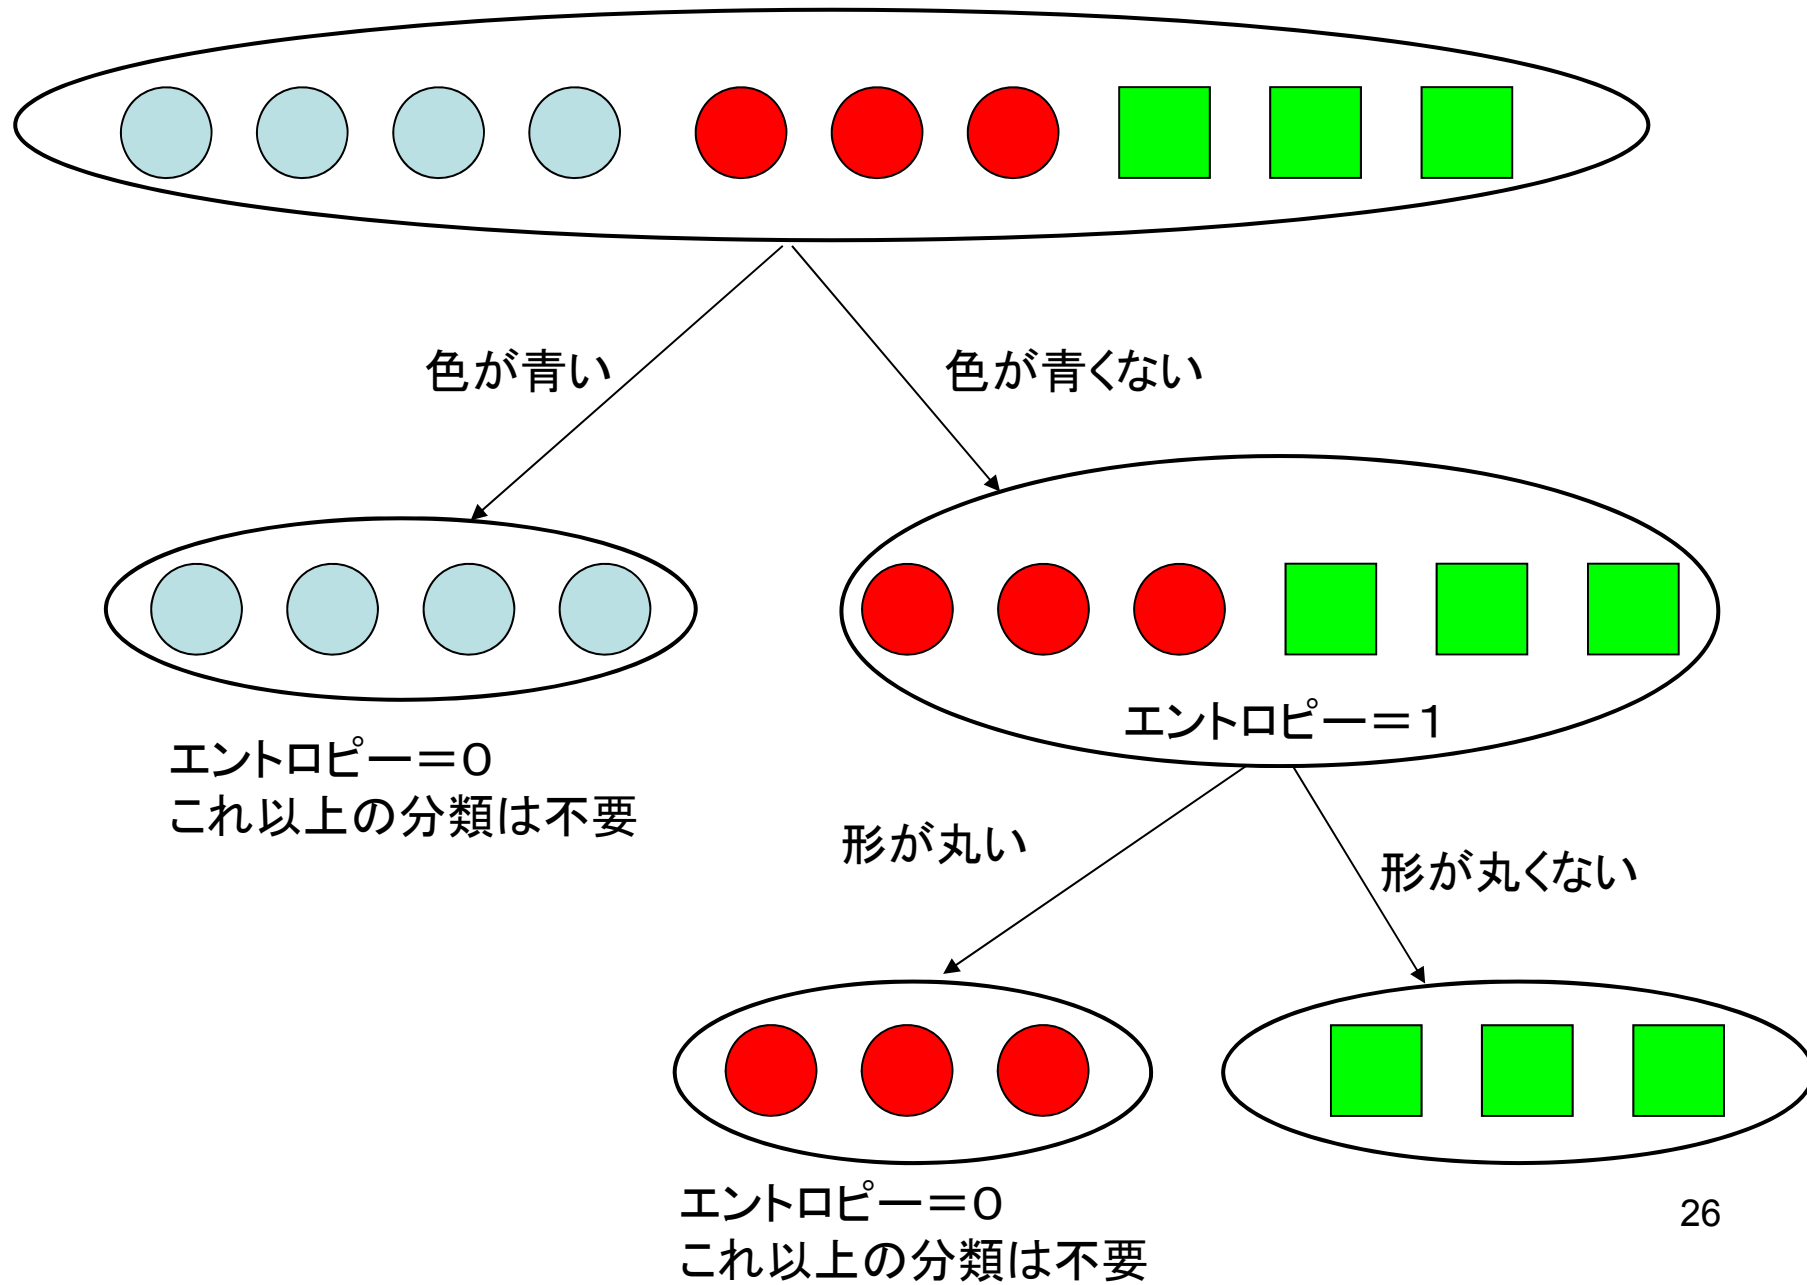 色が青い
色が青くない
エントロピー＝１
エントロピー＝０
これ以上の分類は不要
形が丸い
形が丸くない
エントロピー＝０
これ以上の分類は不要
26